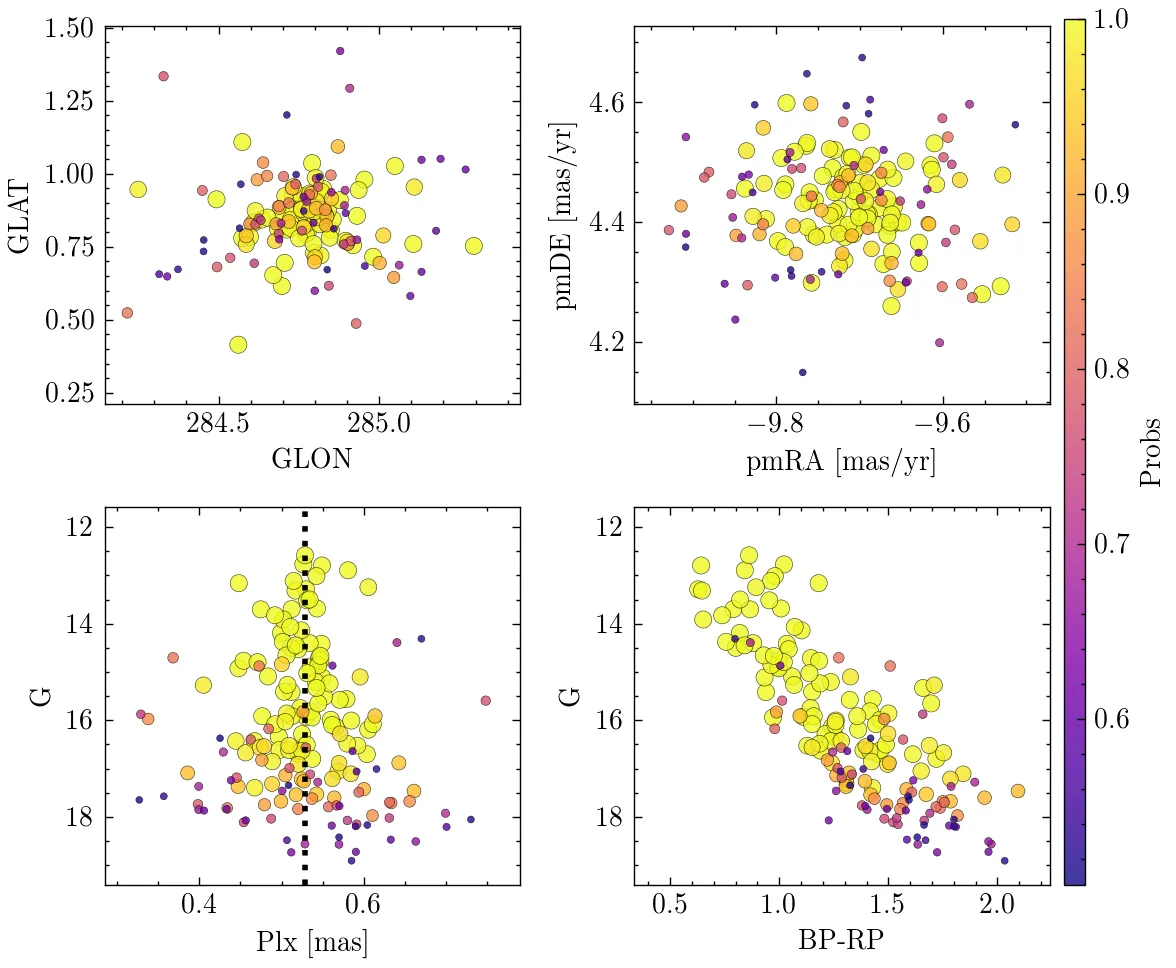 1.50
1.25
1.00
0.75
0.50
0.25
GLAT
284.5 285.0
GLON
4.6
4.4
4.2
pmDE [mas/yr]
−9.8 −9.6
pmRA [mas/yr]
1.0
0.9
0.8
0.7
0.6
Probs
12
14
16
18
G
0.4 0.6
Plx [mas]
12
14
16
18
G
0.5 1.0 1.5 2.0
BP-RP